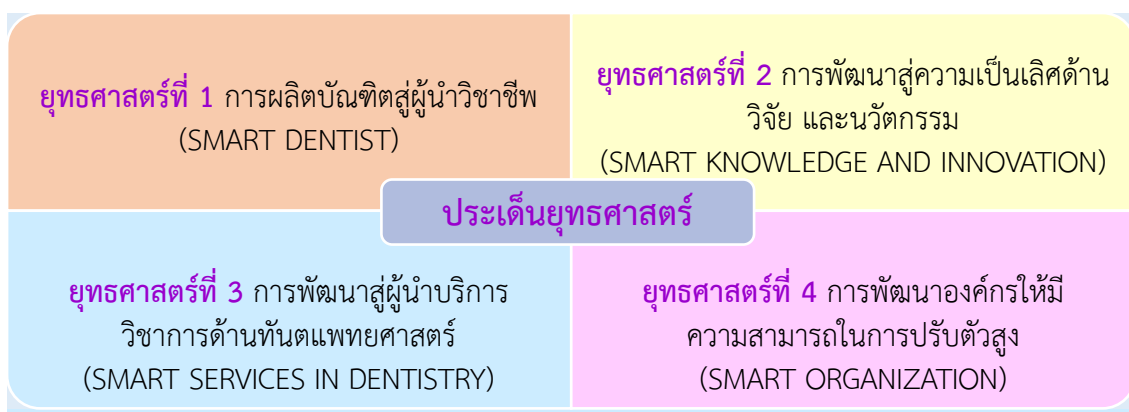 ยุทธศาสตร์ที่ 1 การผลิตบัณฑิตสู่ผู้นำวิชาชีพ
(SMART DENTIST)
ยุทธศาสตร์ที่ 2 การพัฒนาสู่ความเป็นเลิศด้าน
วิจัย และนวัตกรรม
(SMART KNOWLEDGE AND INNOVATION)
ประเด็นยุทธศาสตร์
ยุทธศาสตร์ที่ 3 การพัฒนาสู่ผู้นำบริการ
วิชาการด้านทันตแพทยศาสตร์
(SMART SERVICES IN DENTISTRY)
ยุทธศาสตร์ที่ 4 การพัฒนาองค์กรให้มี
ความสามารถในการปรับตัวสูง
(SMART ORGANIZATION)